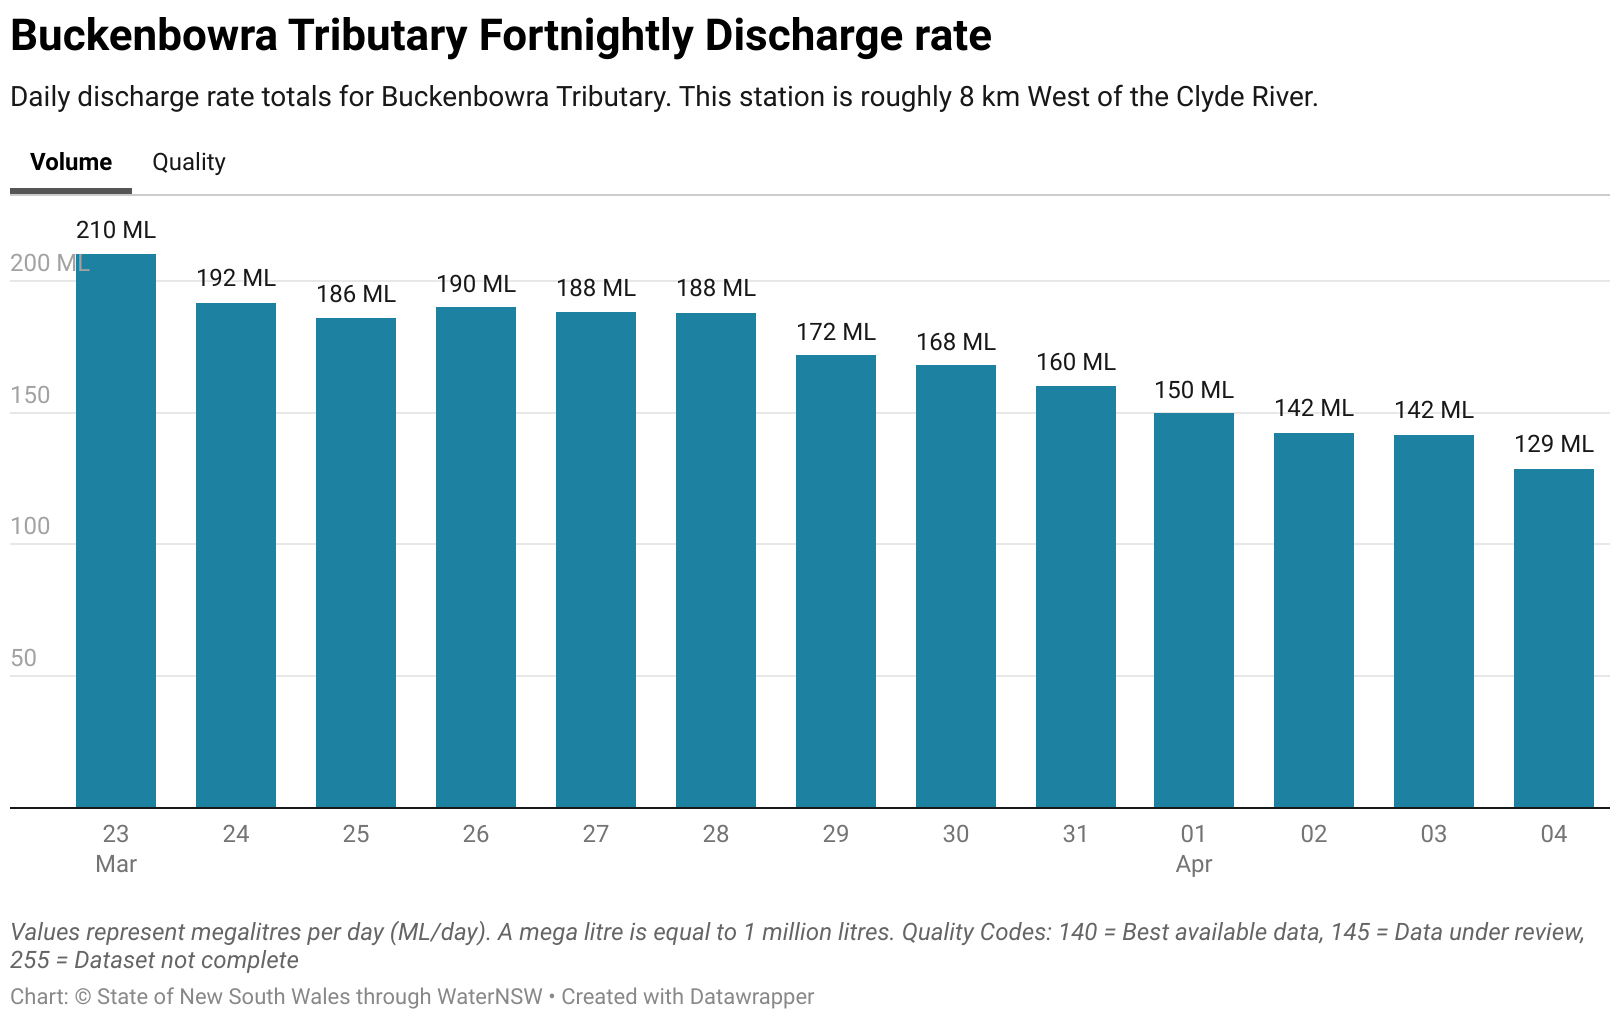 Buckenbowra Tributary Fortnightly Discharge rate
Daily discharge rate totals for Buckenbowra Tributary. This station is roughly 8 km West of the Clyde River.
Volume Quality
210 ML
200 ML
192 ML
186 ML
190 ML
188 ML
188 ML
172 ML
168 ML
160 ML
150 ML
142 ML
142 ML
129 ML
150
100
50
23 24 25 26 27 28 29 30 31 01 02 03 04
Mar Apr
Values represent megalitres per day (ML/day). A mega litre is equal to 1 million litres. Quality Codes: 140 = Best available data, 145 = Data under review,
255 = Dataset not complete
Chart: © State of New South Wales through WaterNSW • Created with Datawrapper